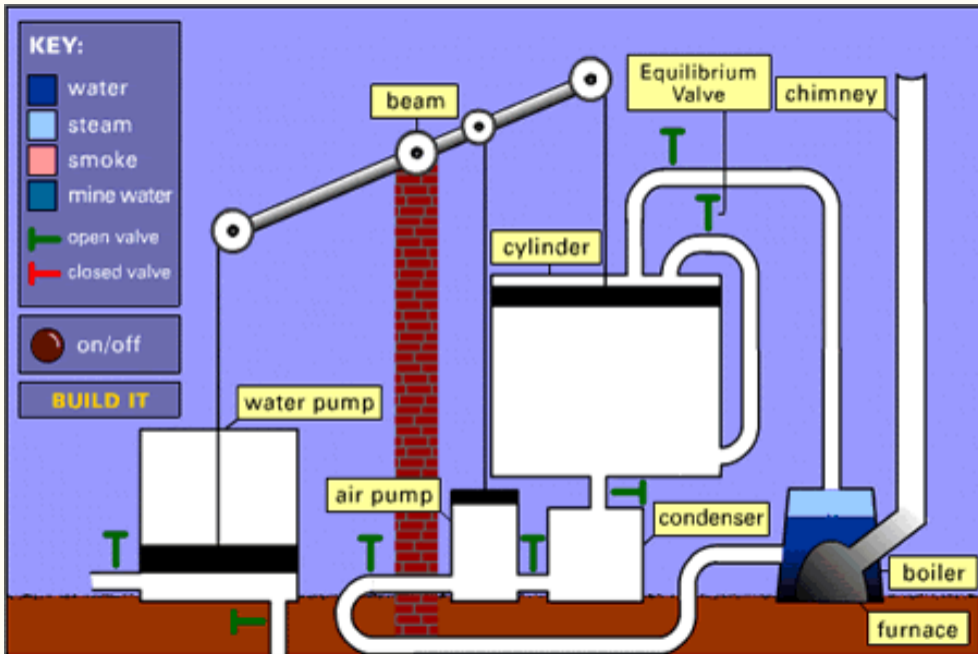 KEY:
water
steam
smoke
mine water
open valve
closed valve
on/off
BUILD IT
beam
Equilibrium
Valve
chimney
cylinder
water pump
air pump
condenser
boiler
furnace